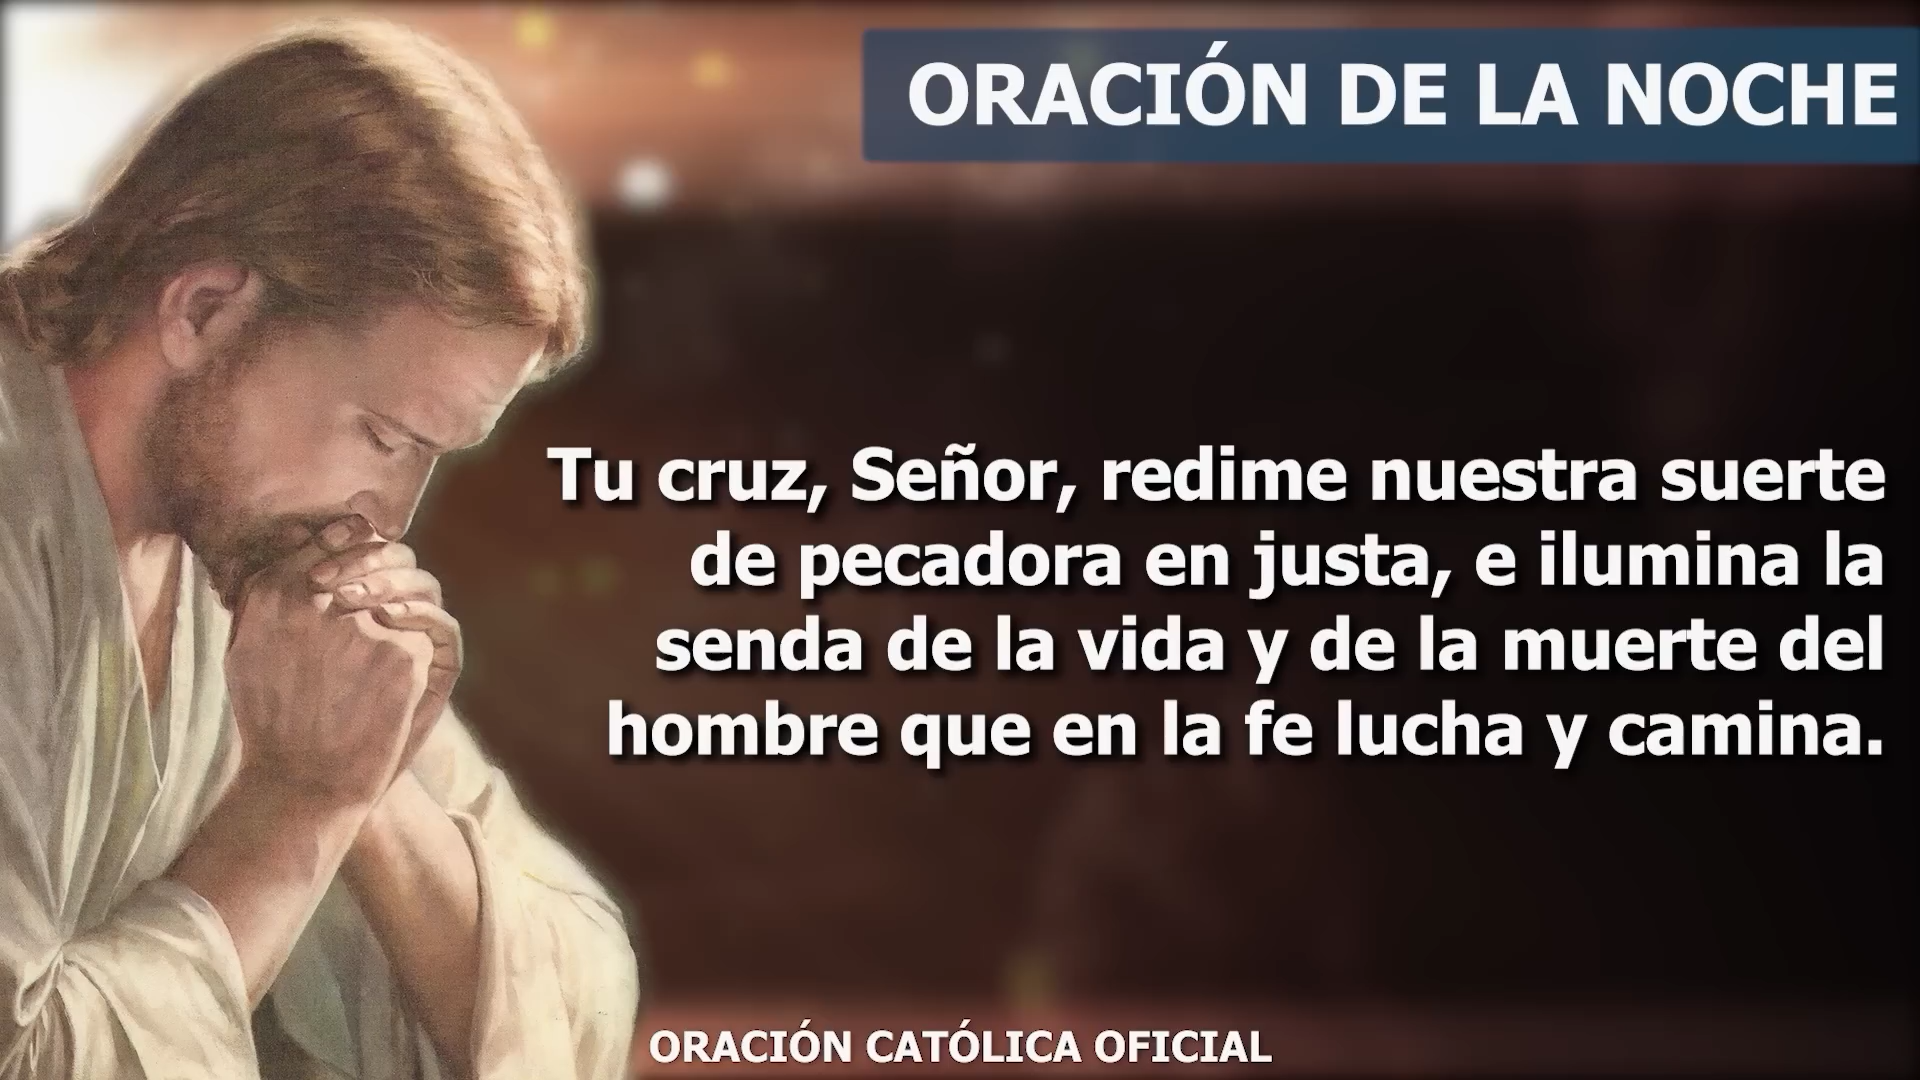 ORACIÓN DE LA NOCHE
Tu cruz, Señor, redime nuestra suerte
de pecadora en justa, e ilumina la
senda de la vida y de la muerte del
hombre que en la fe lucha y camina.
ORACIÓN CATÓLICA OFICIAL